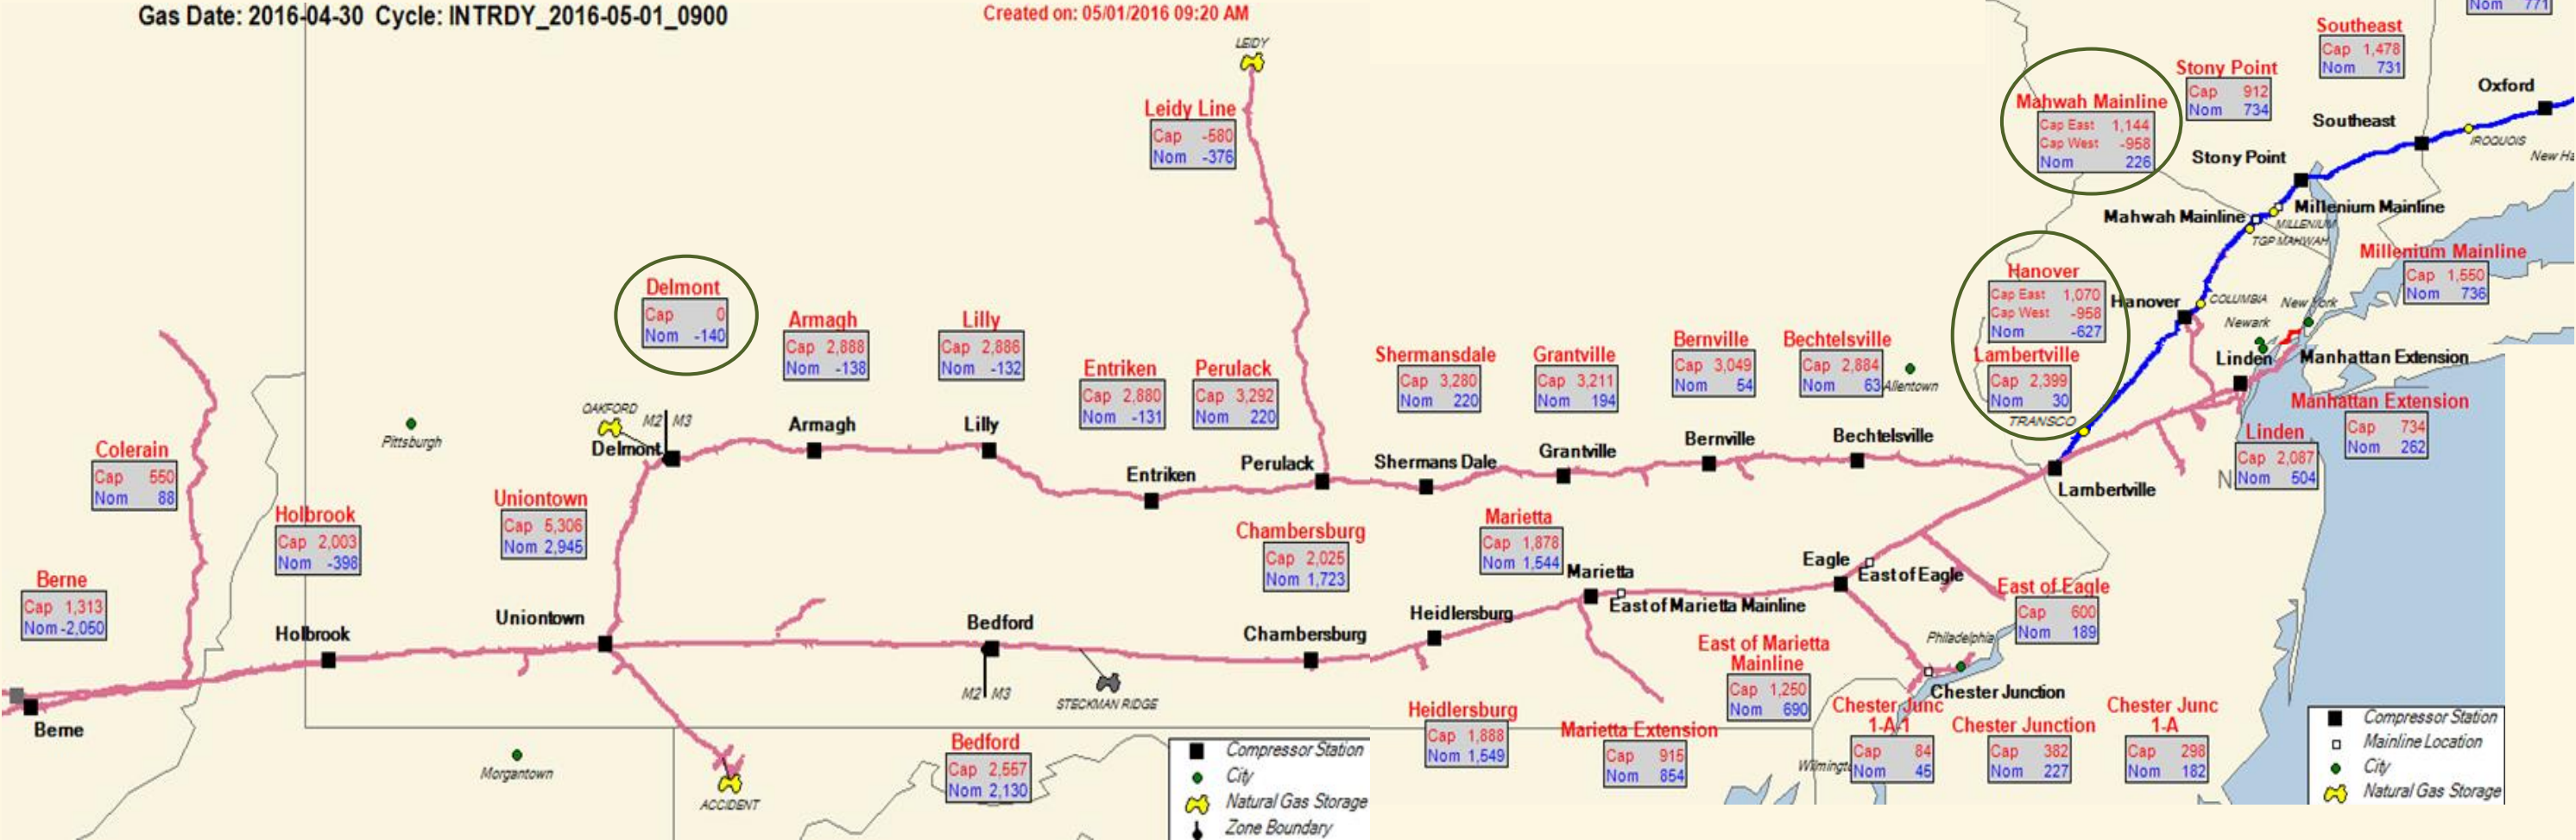 Gas Date: 2016-04-30 Cycle: INTRDY_2016-05-01_0900
Created on: 05/01/2016 09:20 AM
LEIDY
Leidy Line
Cap -580
Nom -376
Nom 771
Southeast
Cap 1,478
Nom 731
Stony Point
Cap 912
Nom 734
Oxford
Mahwah Mainline
Cap East 1,144
Cap West -958
Nom 226
Southeast
IROQUOIS
Stony Point
Mahwah Mainline
Millenium Mainline
MILLENIUM
TGP MAHWAH
Millenium Mainline
Cap 1,550
Nom 736
Hanover
Cap East 1,070
Cap West -958
Nom -627
Hanover
COLUMBIA
New York
Newark
Lambertville
Cap 2,399
Nom 30
TRANSCO
Linden
Manhattan Extension
Manhattan Extension
Cap 734
Nom 262
Linden
Cap 2,087
Nom 504
Lambertville
Delmont
Cap 0
Nom -140
Armagh
Cap 2,888
Nom -138
Lilly
Cap 2,886
Nom -132
Entriken
Cap 2,880
Nom -131
Perulack
Cap 3,292
Nom 220
Shermansdale
Cap 3,280
Nom 220
Grantville
Cap 3,211
Nom 194
Bernville
Cap 3,049
Nom 54
Bechtelsville
Cap 2,884
Nom 63
Allentown
OAKFORD
M2 M3
Delmont
Armagh
Lilly
Entriken
Perulack
Shermans Dale
Grantville
Bernville
Bechtelsville
Pittsburgh
Colerain
Cap 550
Nom 88
Holbrook
Cap 2,003
Nom -398
Uniontown
Cap 5,306
Nom 2,945
Chambersburg
Cap 2,025
Nom 1,723
Marietta
Cap 1,878
Nom 1,544
Berne
Cap 1,313
Nom -2,050
Holbrook
Uniontown
Bedford
M2 M3
STECKMAN RIDGE
Chambersburg
Heidlersburg
Marietta
East of Marietta Mainline
Eagle
East of Eagle
East of Eagle
Cap 600
Nom 189
Philadelphia
Chester Junction
Berne
Morgantown
ACCIDENT
Bedford
Cap 2,557
Nom 2,130
Heidlersburg
Cap 1,888
Nom 1,549
Marietta Extension
Cap 915
Nom 854
East of Marietta
Mainline
Cap 1,250
Nom 690
Chester Junc
1-A-1
Cap 84
Nom 45
Chester Junction
Cap 382
Nom 227
Chester Junc
1-A
Cap 298
Nom 182
Compressor Station
City
Natural Gas Storage
Zone Boundary
Compressor Station
Mainline Location
City
Natural Gas Storage